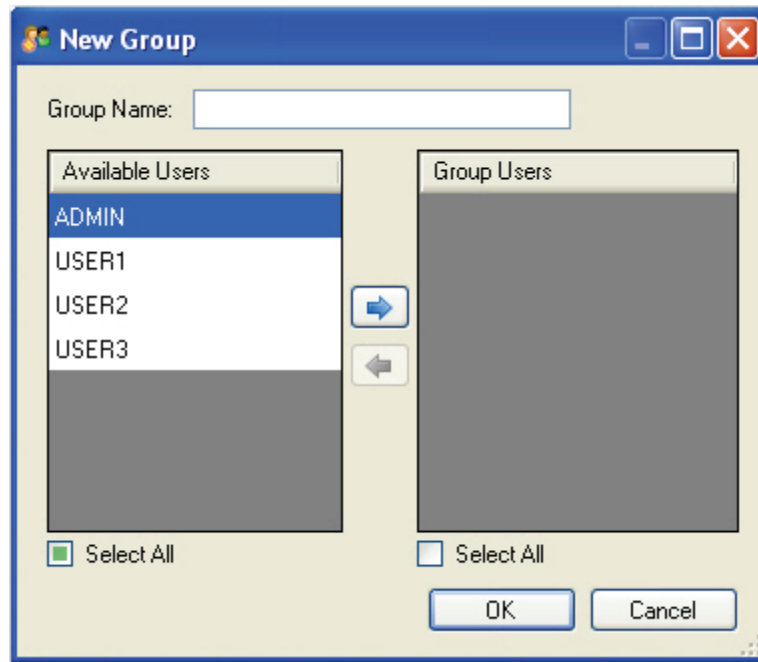 New Group
Group Name:
Available Users
Group Users
ADMIN
USER1
USER2
USER3
Select All
Select All
OK
Cancel